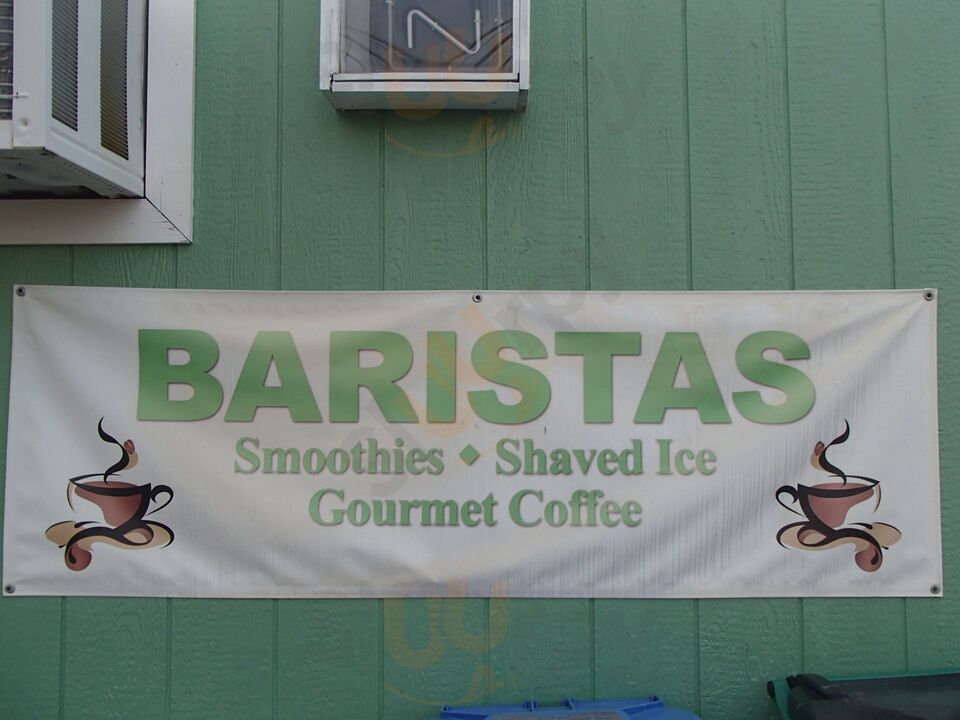 N
BARISTAS
Smoothies • Shaved Ice
Gourmet Coffee